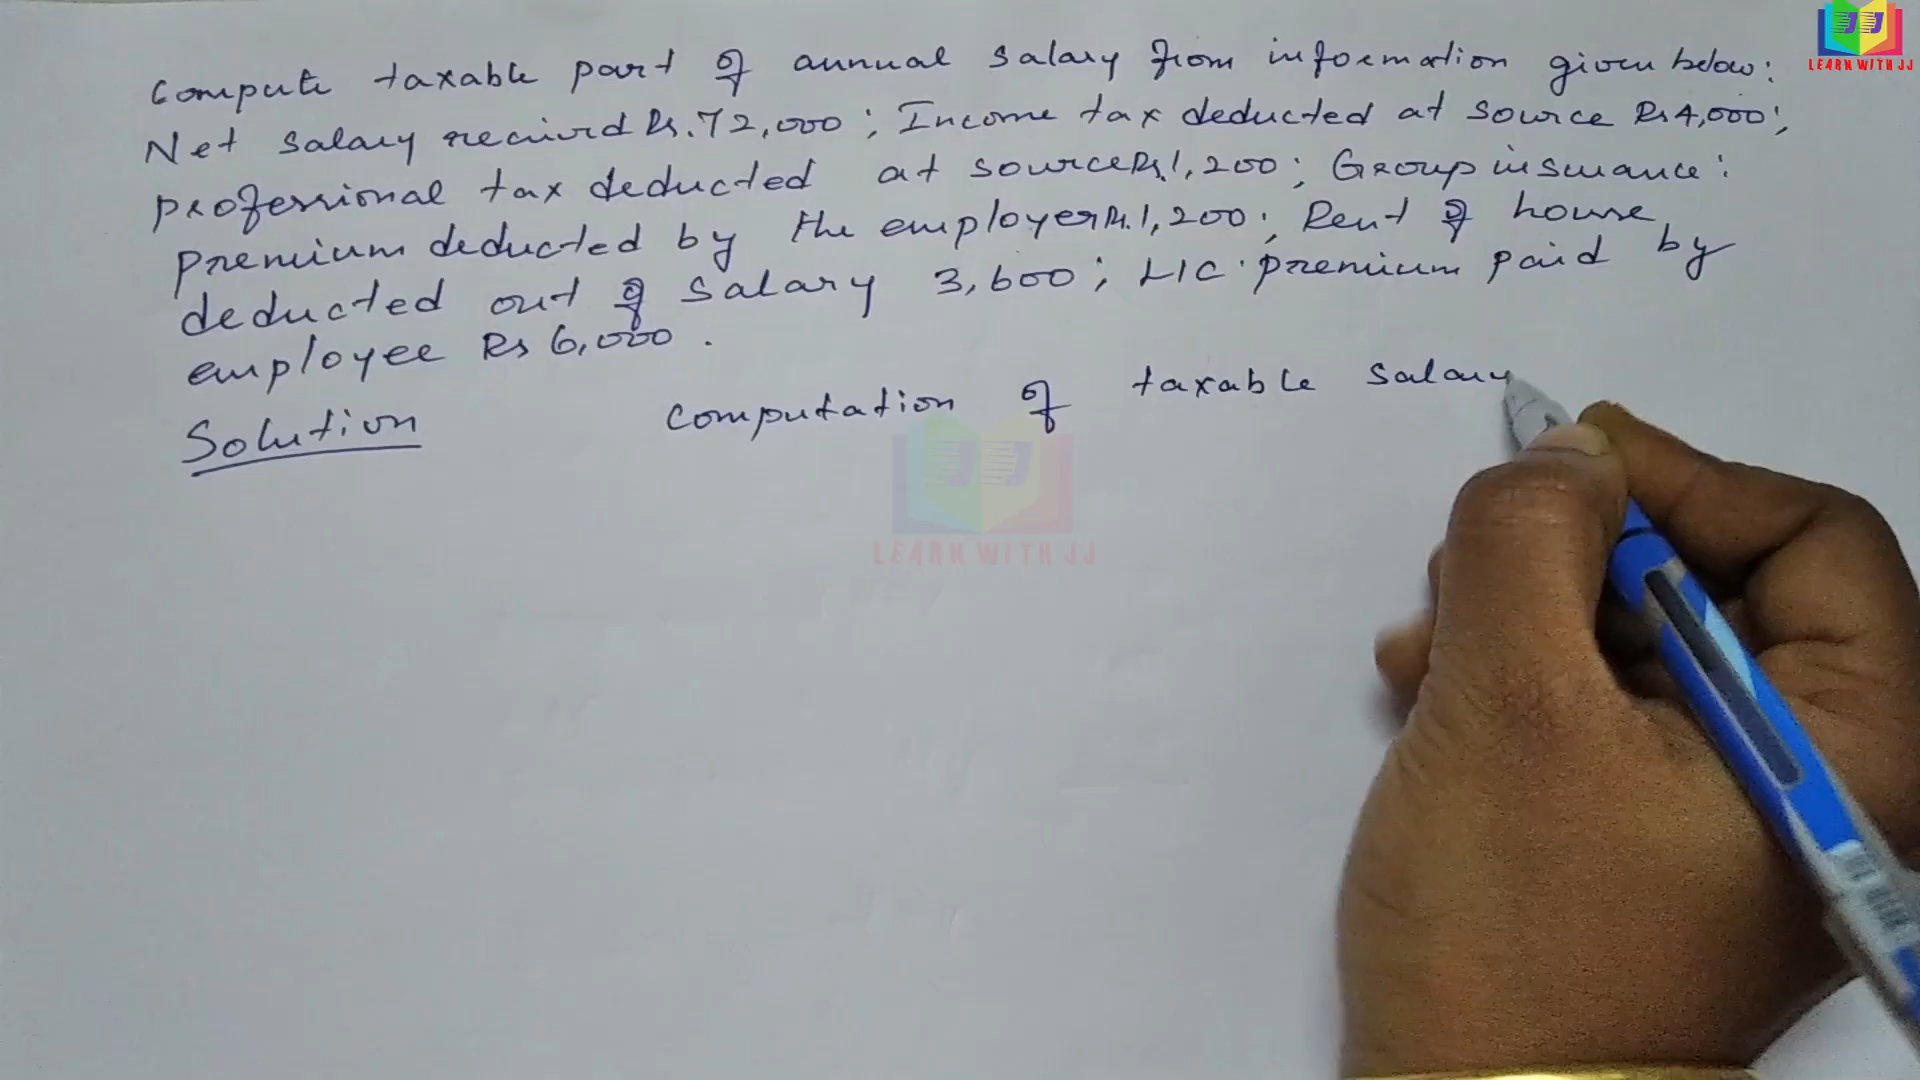 LEARN WITH JJ
Compute taxable part of annual salary from information given below:
Net salary received Rs.72,000; Income tax deducted at source Rs 4,000;
professional tax deducted at source Rs.1,200; Group insurance:
premium deducted by the employer Rs.1,200; Rent of house
deducted out of salary 3,600; LIC premium paid by
employee Rs 6,000.
Solution
Computation of taxable salary
LEARN WITH JJ